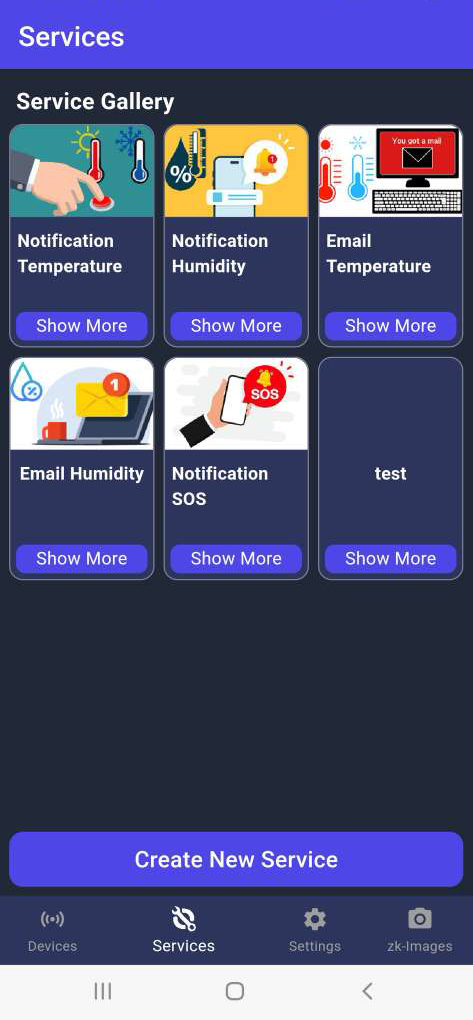 Services
Service Gallery
%
1
You got a mail
Notification
Temperature
Notification
Humidity
Email
Temperature
Show More
Show More
Show More
%
1
SOS
Email Humidity
Notification
SOS
test
Show More
Show More
Show More
Create New Service
Devices
Services
Settings
zk-Images